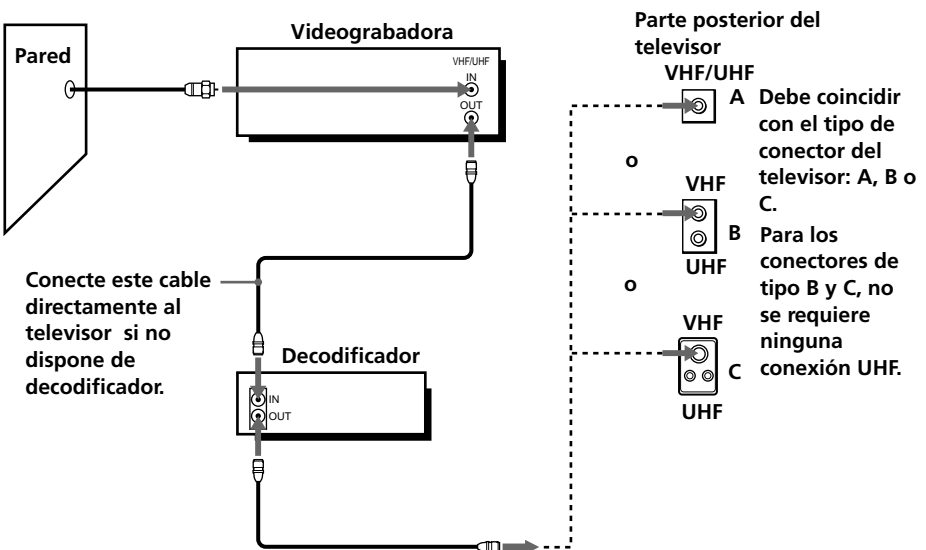 Pared
Videograbadora
VHF/UHF
IN
OUT
Conecte este cable
directamente al
televisor si no
dispone de
decodificador.
Decodificador
IN
OUT
Parte posterior del
televisor
VHF/UHF
A
o
VHF
B
UHF
o
VHF
C
UHF
Debe coincidir
con el tipo de
conector del
televisor: A, B o
C.
Para los
conectores de
tipo B y C, no
se requiere
ninguna
conexión UHF.